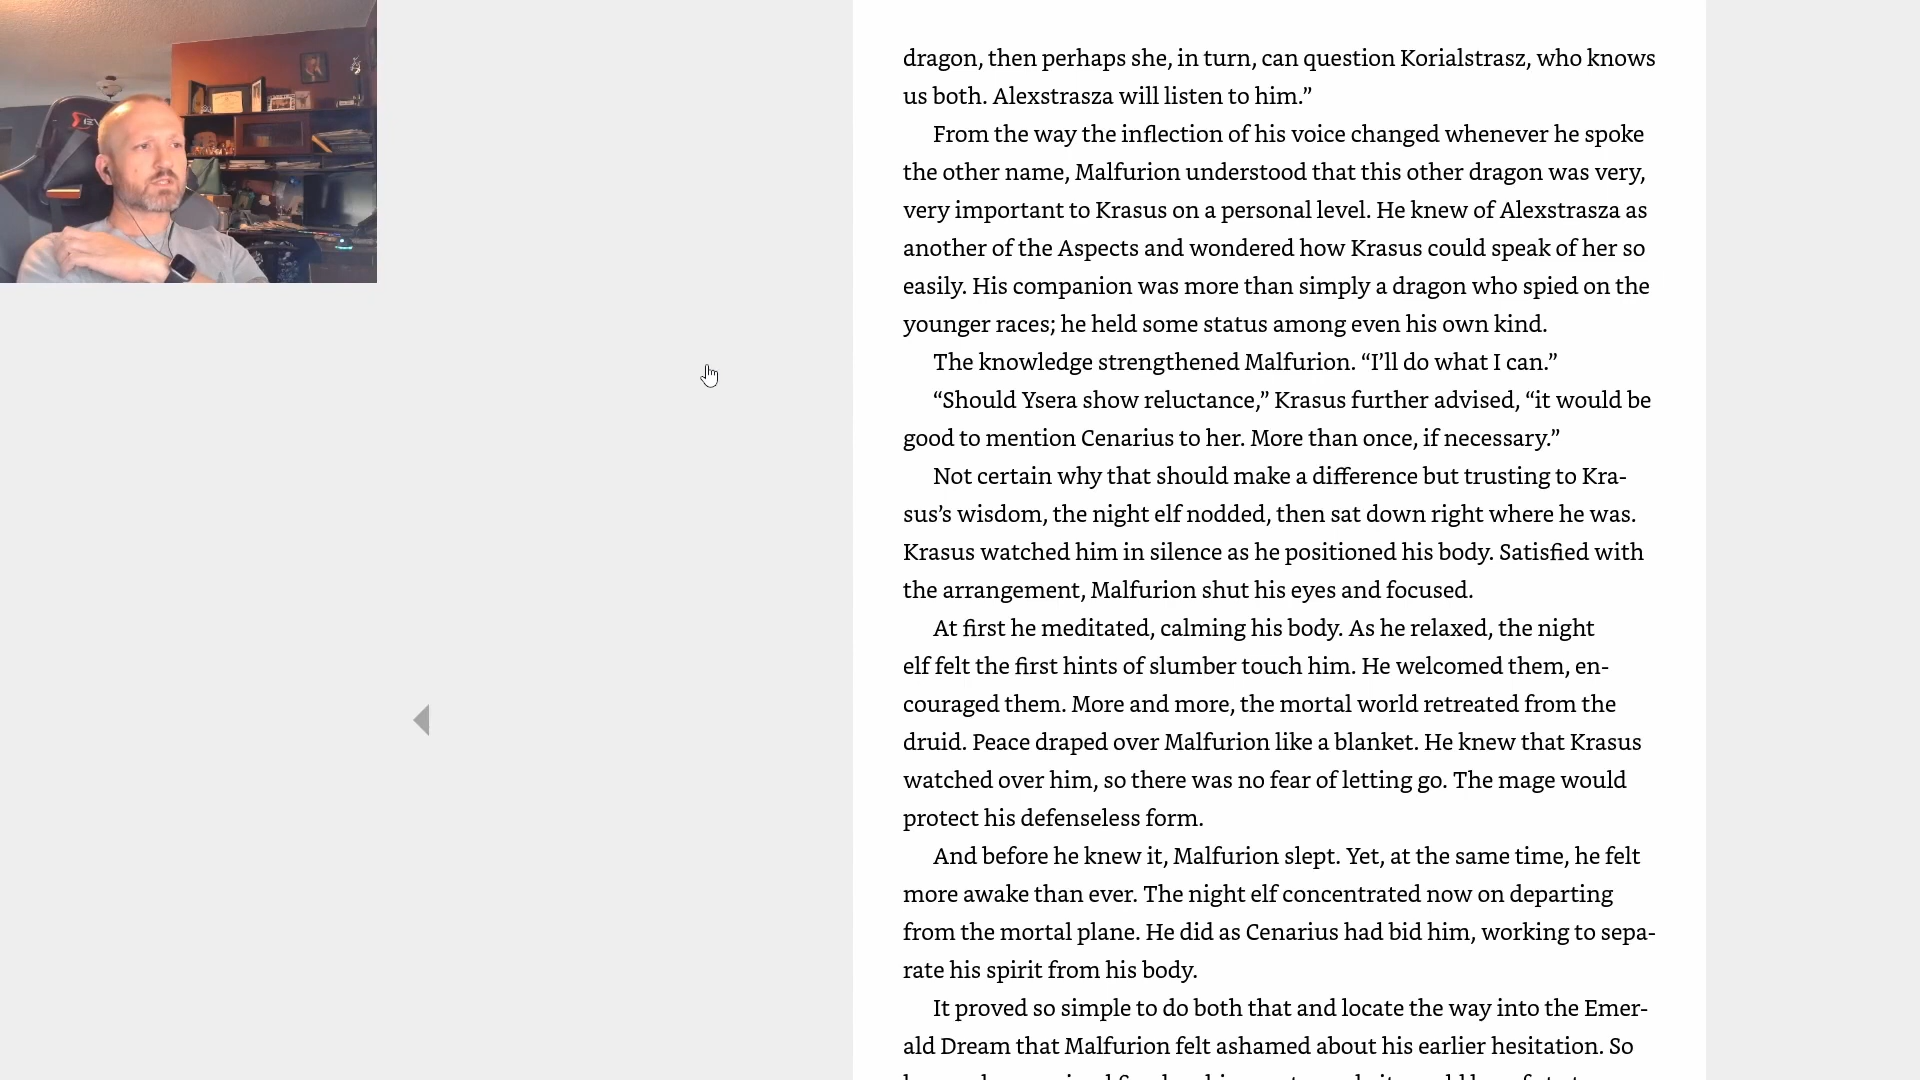 dragon, then perhaps she, in turn, can question Korialstrasz, who knows
us both. Alexstrasza will listen to him.”
From the way the inflection of his voice changed whenever he spoke
the other name, Malfurion understood that this other dragon was very,
very important to Krasus on a personal level. He knew of Alexstrasza as
another of the Aspects and wondered how Krasus could speak of her so
easily. His companion was more than simply a dragon who spied on the
younger races; he held some status among even his own kind.
The knowledge strengthened Malfurion. “I’ll do what I can.”
“Should Ysera show reluctance,” Krasus further advised, “it would be
good to mention Cenarius to her. More than once, if necessary.”
Not certain why that should make a difference but trusting to Kra-
sus’s wisdom, the night elf nodded, then sat down right where he was.
Krasus watched him in silence as he positioned his body. Satisfied with
the arrangement, Malfurion shut his eyes and focused.
At first he meditated, calming his body. As he relaxed, the night
elf felt the first hints of slumber touch him. He welcomed them, en-
couraged them. More and more, the mortal world retreated from the
druid. Peace draped over Malfurion like a blanket. He knew that Krasus
watched over him, so there was no fear of letting go. The mage would
protect his defenseless form.
And before he knew it, Malfurion slept. Yet, at the same time, he felt
more awake than ever. The night elf concentrated now on departing
from the mortal plane. He did as Cenarius had bid him, working to sepa-
rate his spirit from his body.
It proved so simple to do both that and locate the way into the Emer-
ald Dream that Malfurion felt ashamed about his earlier hesitation. So